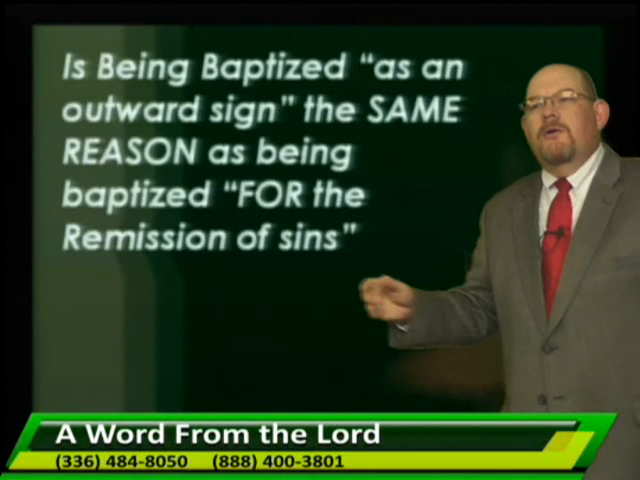 Is Being Baptized “as an
outward sign” the SAME
REASON as being
baptized “FOR the
Remission of sins”
A Word From the Lord
(336) 484-8050 (888) 400-3801